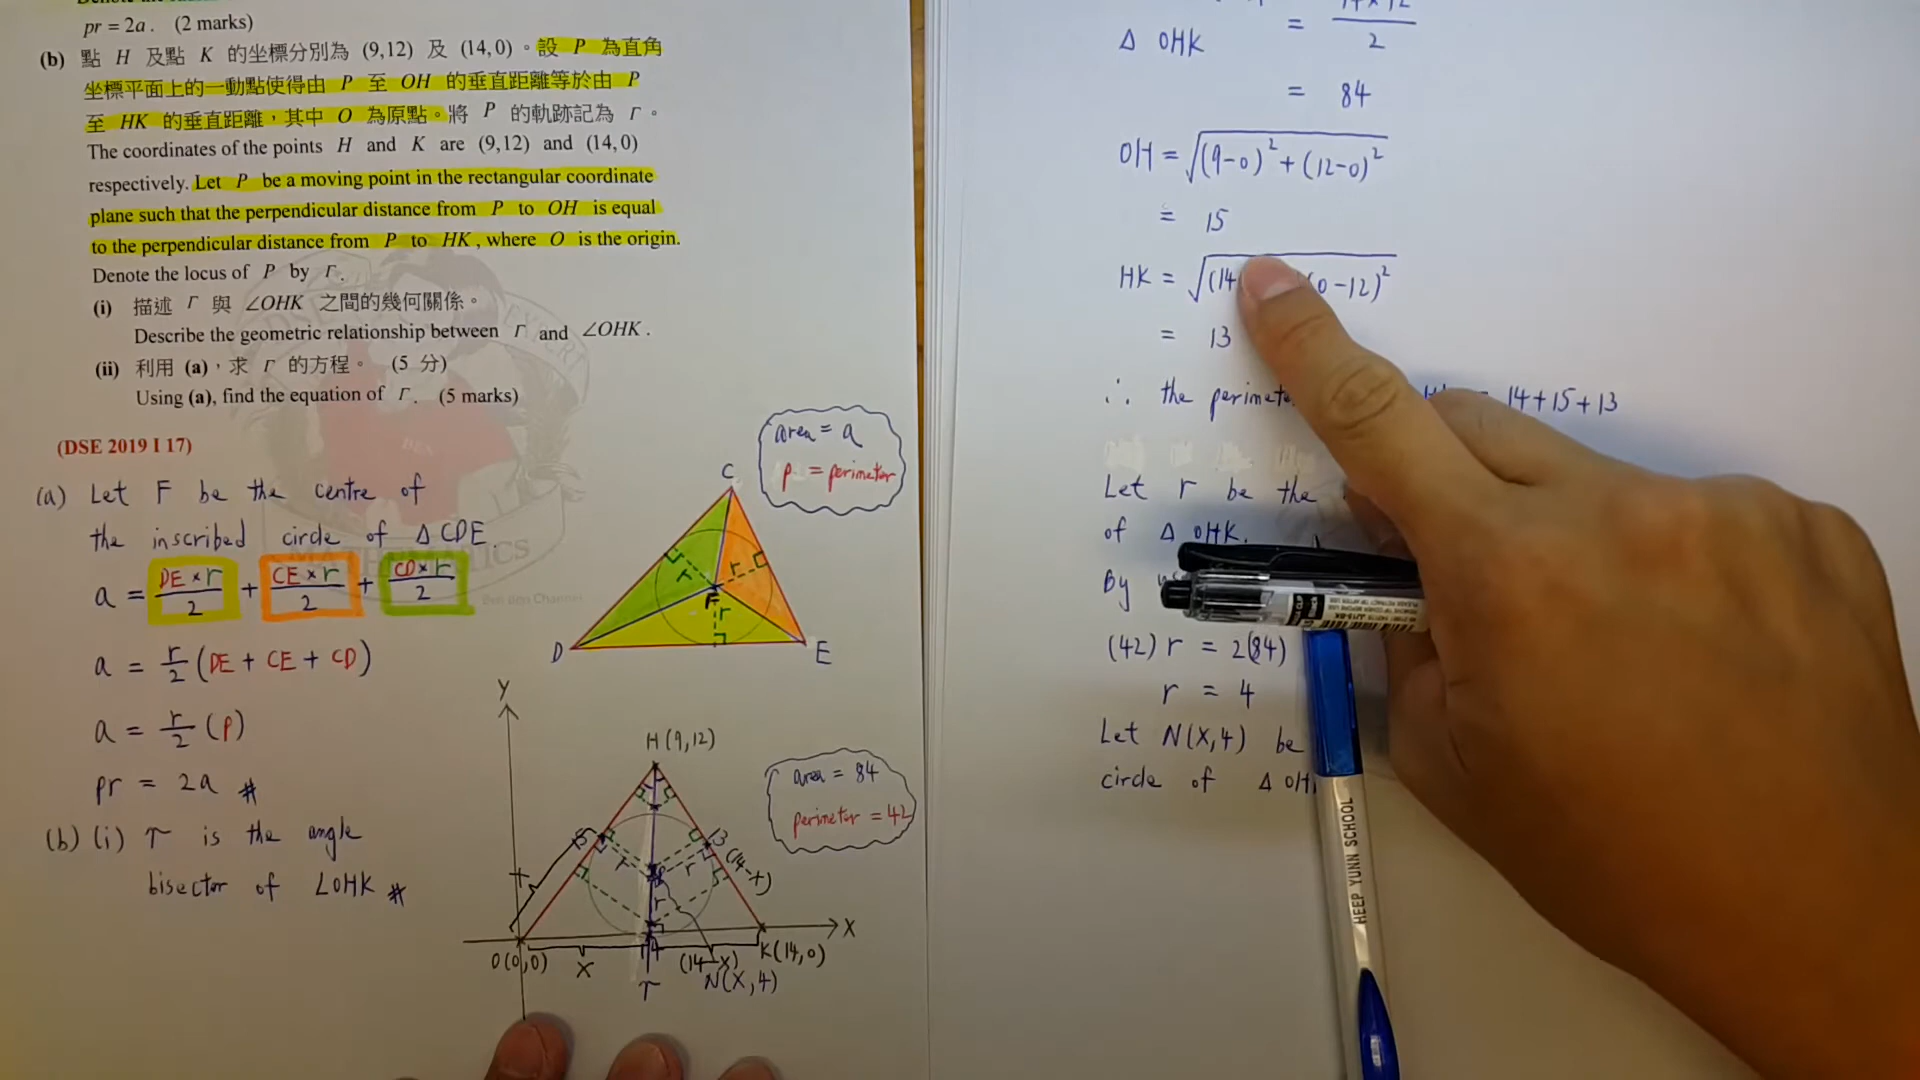 pr = 2a . (2 marks)
(b) 點 H 及點 K 的坐標分別為 (9,12) 及 (14,0)。設 P 為直角
坐標平面上的一動點使得由 P 至 OH 的垂直距離等於由 P
至 HK 的垂直距離，其中 O 為原點。將 P 的軌跡記為 Γ。
The coordinates of the points H and K are (9,12) and (14,0)
respectively. Let P be a moving point in the rectangular coordinate
plane such that the perpendicular distance from P to OH is equal
to the perpendicular distance from P to HK, where O is the origin.
Denote the locus of P by Γ.
(i) 描述 Γ 與 ∠OHK 之間的幾何關係。
Describe the geometric relationship between Γ and ∠OHK.
(ii) 利用 (a)，求 Γ 的方程。 (5 分)
Using (a), find the equation of Γ. (5 marks)
(DSE 2019 I 17)
(a) Let F be the centre of
the inscribed circle of Δ CDE.
a = DE × r / 2 + CE × r / 2 + CD × r / 2
a = r/2 (DE + CE + CD)
a = r/2 (P)
pr = 2a #
(b) (i) Γ is the angle
bisector of ∠OHK #
area = a
p = perimeter
C
r
r
F
r
D
E
Y
H (9,12)
area = 84
perimeter = 42
15
13
r
r
r
x
(14-x)
X
O(0,0)
x
(14-x)
K(14,0)
N(x,4)
Γ
Δ OHK
= 14×12 / 2
= 84
OH = √(9-0)² + (12-0)²
= 15
HK = √(14 0-12)²
= 13
∴ the perimete = 14+15+13
Let r be the
of Δ OHK.
By
(42) r = 2(84)
r = 4
Let N(x,4) be
circle of Δ OH
HEEP YUNN SCHOOL